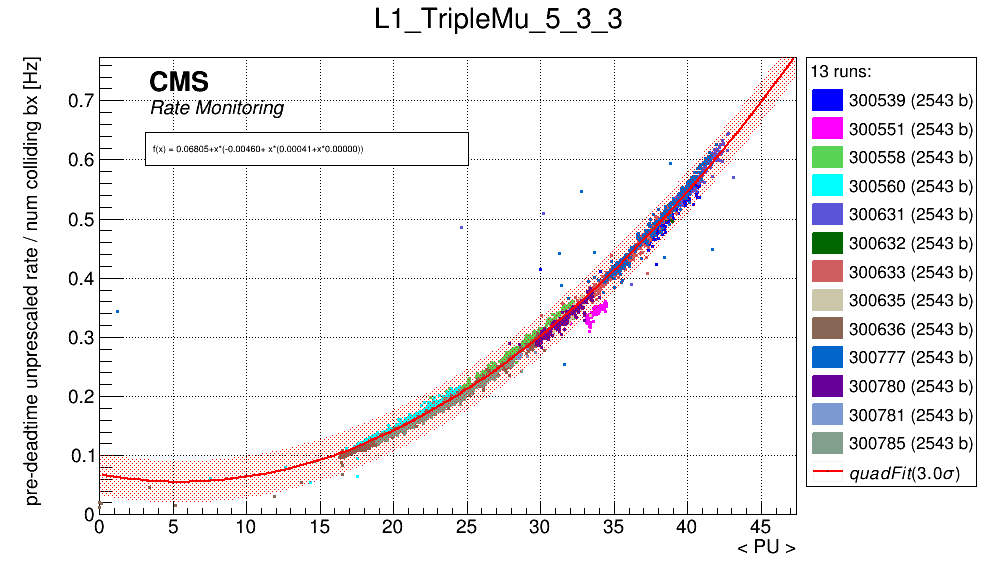 L1_TripleMu_5_3_3
pre-deadtime unprescaled rate / num colliding bx [Hz]
CMS
Rate Monitoring
f(x) = 0.06805+x*(-0.00460+ x*(0.00041+x*0.00000))
0.7
0.6
0.5
0.4
0.3
0.2
0.1
0
0 5 10 15 20 25 30 35 40 45
< PU >
13 runs:
300539 (2543 b)
300551 (2543 b)
300558 (2543 b)
300560 (2543 b)
300631 (2543 b)
300632 (2543 b)
300633 (2543 b)
300635 (2543 b)
300636 (2543 b)
300777 (2543 b)
300780 (2543 b)
300781 (2543 b)
300785 (2543 b)
quadFit(3.0σ)